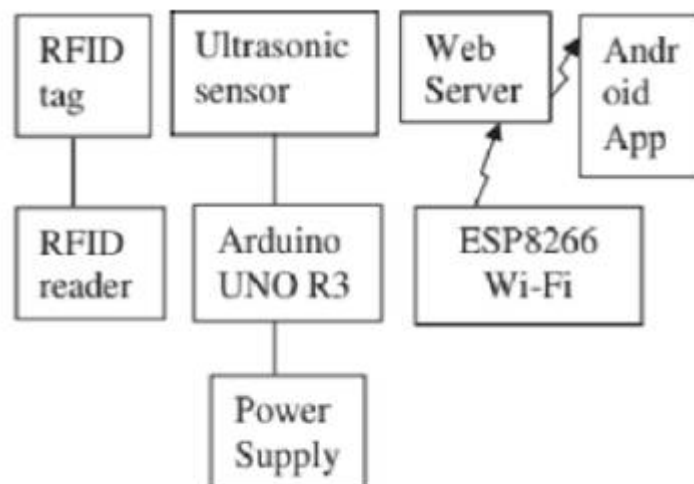 RFID
tag
Ultrasonic
sensor
Web
Server
Andr
oid
App
RFID
reader
Arduino
UNO R3
ESP8266
Wi-Fi
Power
Supply